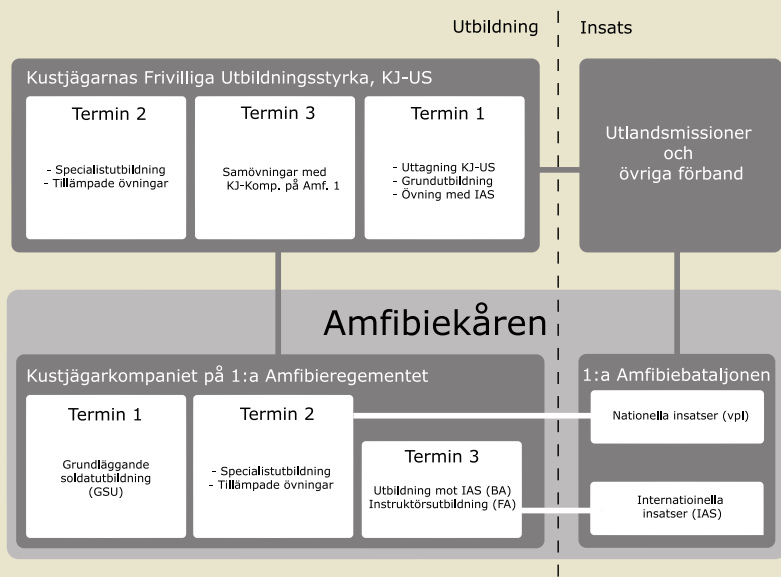 Utbildning
Insats
Kustjägarnas Frivilliga Utbildningsstyrka, KJ-US
Termin 2
- Specialistutbildning
- Tillämpade övningar
Termin 3
Samövningar med
KJ-Komp. på Amf. 1
Termin 1
- Uttagning KJ-US
- Grundutbildning
- Övning med IAS
Utlandsmissioner
och
övriga förband
Amfibiekåren
Kustjägarkompaniet på 1:a Amfibieregementet
Termin 1
Grundläggande
soldatutbildning
(GSU)
Termin 2
- Specialistutbildning
- Tillämpade övningar
Termin 3
Utbildning mot IAS (BA)
Instruktörsutbildning (FA)
1:a Amfibiebataljonen
Nationella insatser (vpl)
Internatioinella
insatser (IAS)